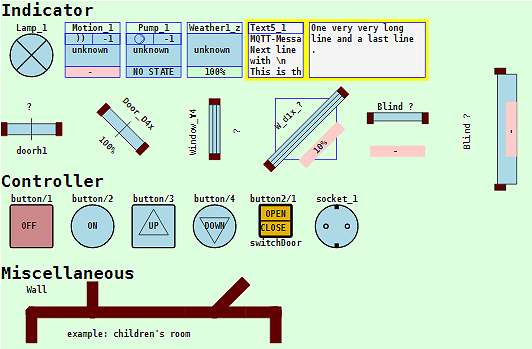 Indicator
Lamp_1
Motion_1
)) -1
unknown
-
Pump_1
-1
unknown
NO STATE
Weather1_z
unknown
100%
Text5_1
MQTT-Messa
Next line
with \n
This is th
One very very long
line and a last line
.
?
doorh1
Door_D4x
100%
Window_V4
?
W_d1x_?
10%
Blind ?
-
Blind ?
-
Controller
button/1
OFF
button/2
ON
button/3
UP
button/4
DOWN
button2/1
OPEN
CLOSE
switchDoor
socket_1
Miscellaneous
Wall
example: children's room